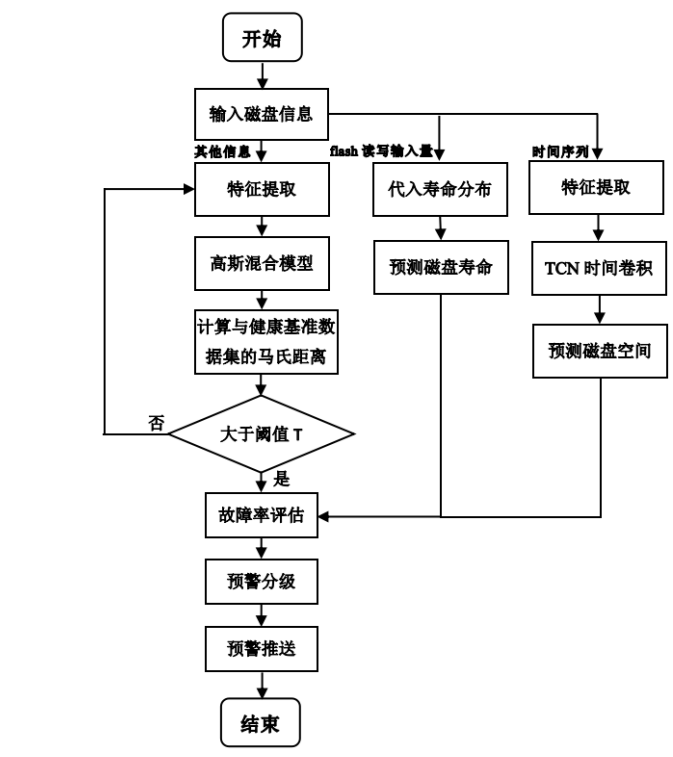 开始
输入磁盘信息
其他信息
flash 读写输入量
时间序列
特征提取
代入寿命分布
特征提取
高斯混合模型
预测磁盘寿命
TCN 时间卷积
计算与健康基准数
据集的马氏距离
预测磁盘空间
否
大于阈值 T
是
故障率评估
预警分级
预警推送
结束